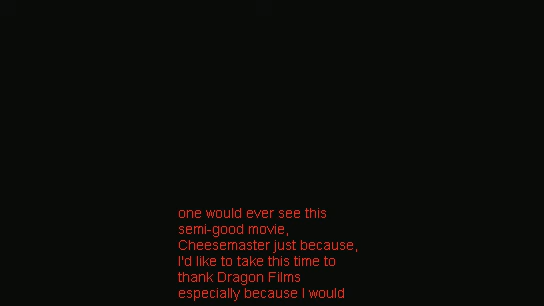 one would ever see this
semi-good movie,
Cheesemaster just because,
I'd like to take this time to
thank Dragon Films
especially because I would